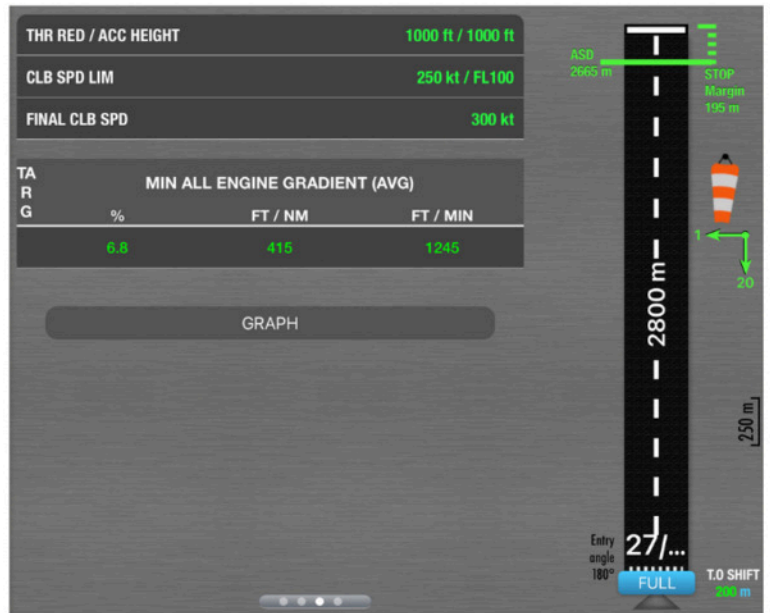 THR RED / ACC HEIGHT 1000 ft / 1000 ft
CLB SPD LIM 250 kt / FL100
FINAL CLB SPD 300 kt
TA
R
G
MIN ALL ENGINE GRADIENT (AVG)
% FT / NM FT / MIN
6.8 415 1245
GRAPH
ASD
2665 m
STOP
Margin
195 m
1
20
2800 m
250 m
Entry
angle
180°
27/...
FULL
T.O SHIFT
200 m